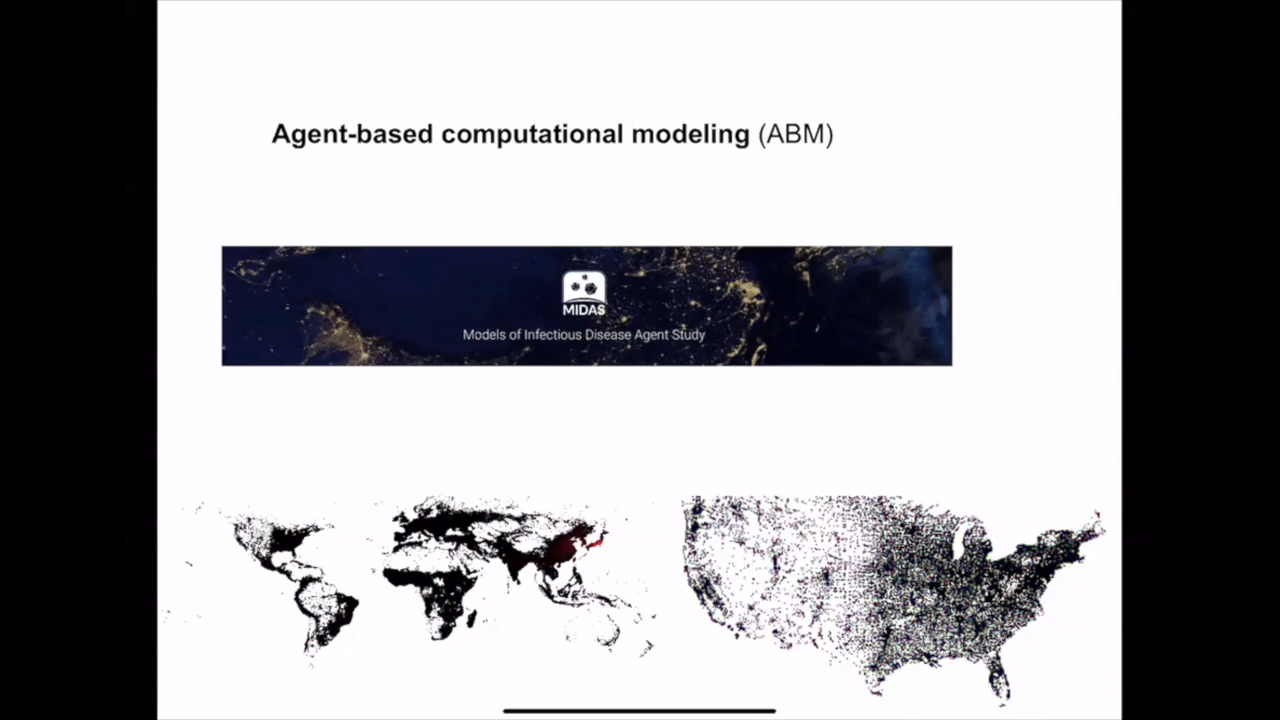 Agent-based computational modeling (ABM)
MIDAS
Models of Infectious Disease Agent Study